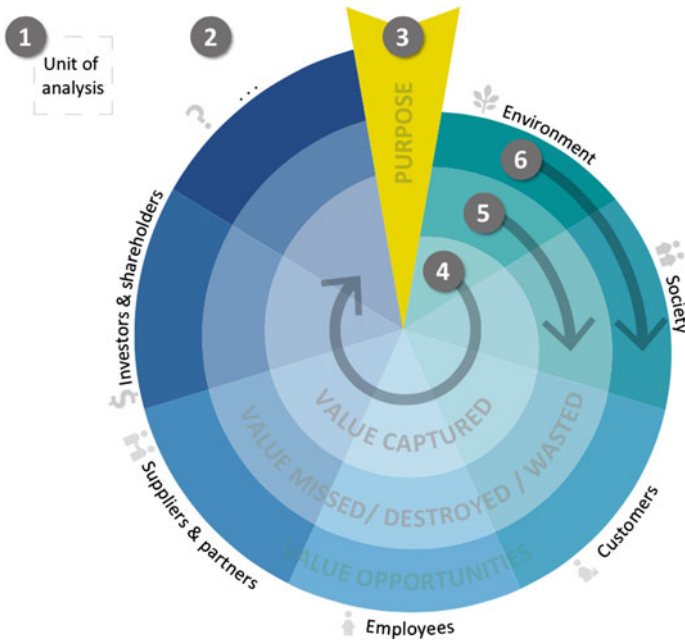 1
2
3
Unit of
analysis
?
...
PURPOSE
Environment
6
5
4
Society
Investors & shareholders
$
VALUE CAPTURED
VALUE MISSED/ DESTROYED / WASTED
VALUE OPPORTUNITIES
Suppliers & partners
Customers
Employees